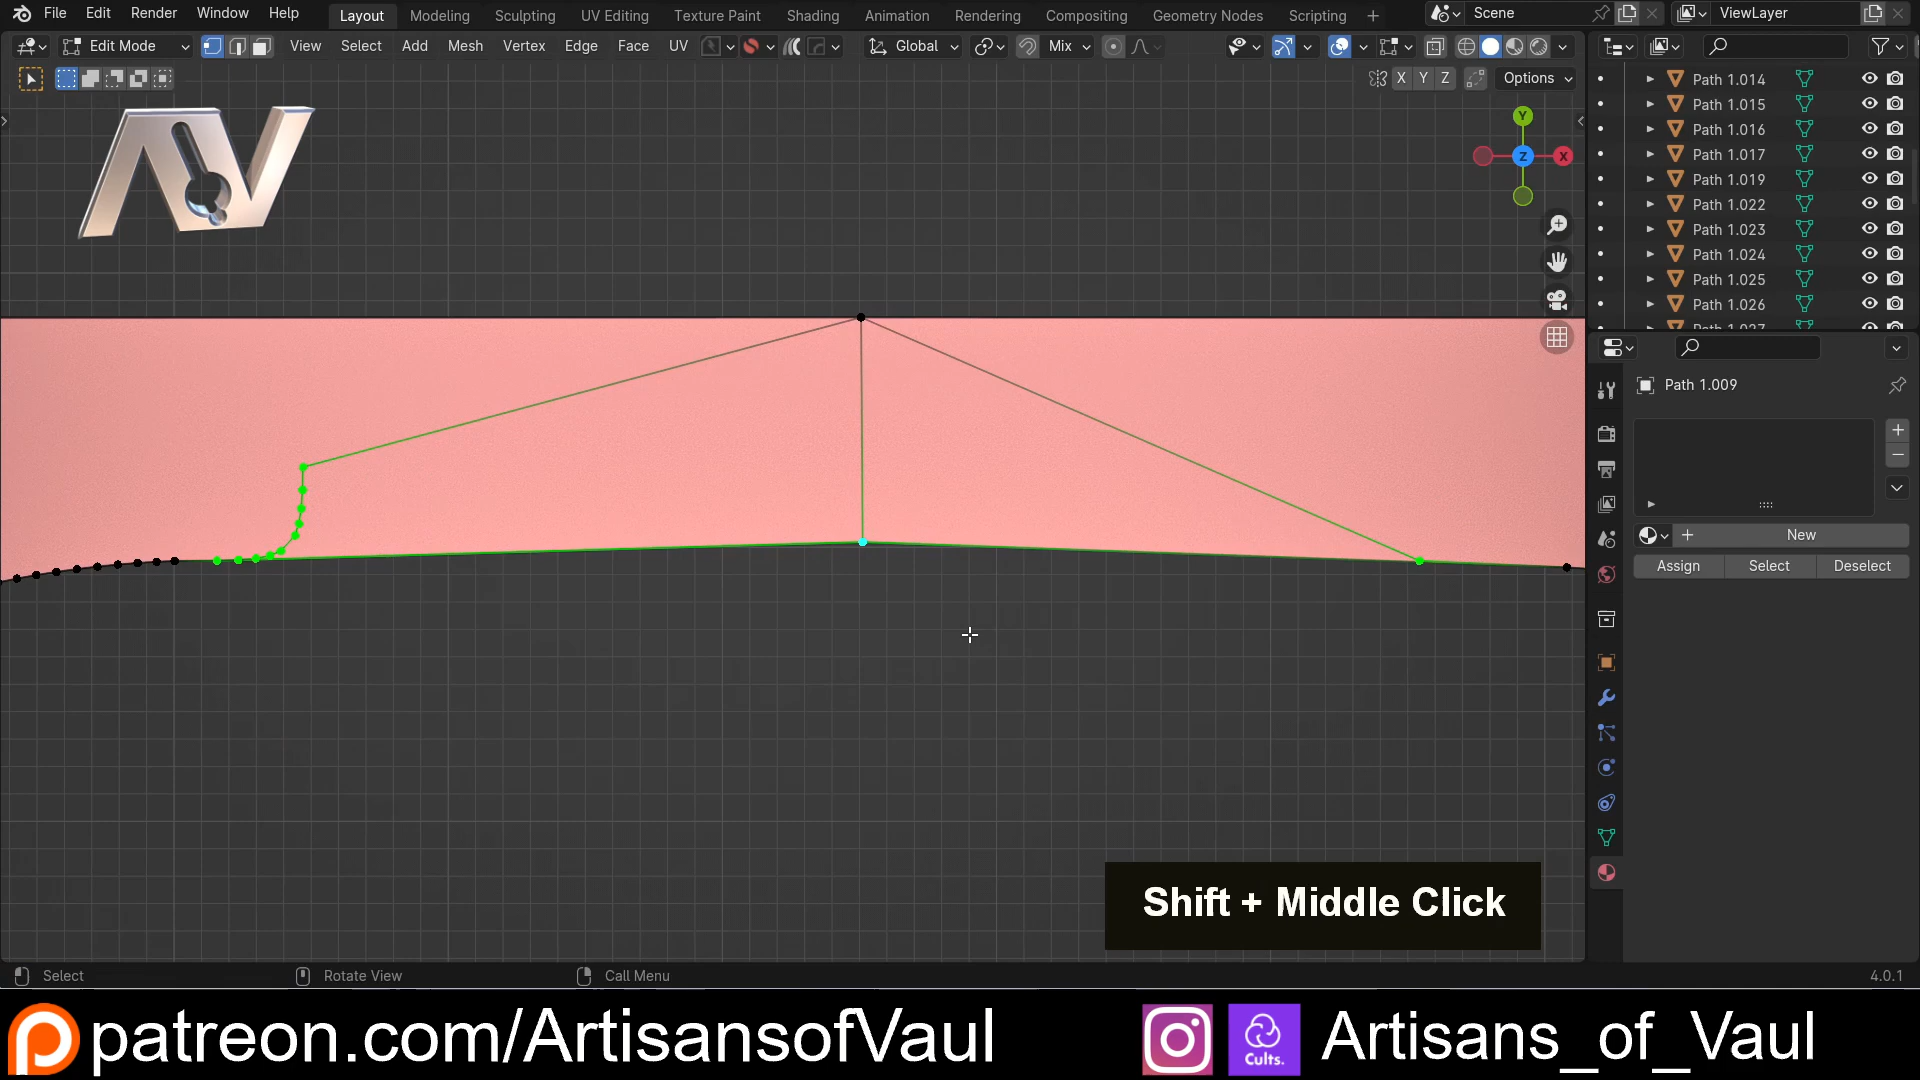 File Edit Render Window Help Layout Modeling Sculpting UV Editing Texture Paint Shading Animation Rendering Compositing Geometry Nodes Scripting + Scene ViewLayer
Edit Mode View Select Add Mesh Vertex Edge Face UV Global Mix
X Y Z Options
AV
Y
Z X
Path 1.014
Path 1.015
Path 1.016
Path 1.017
Path 1.019
Path 1.022
Path 1.023
Path 1.024
Path 1.025
Path 1.026
Path 1.027
Path 1.009
+ New
Assign Select Deselect
Shift + Middle Click
Select Rotate View Call Menu 4.0.1
patreon.com/ArtisansofVaul Cults. Artisans_of_Vaul